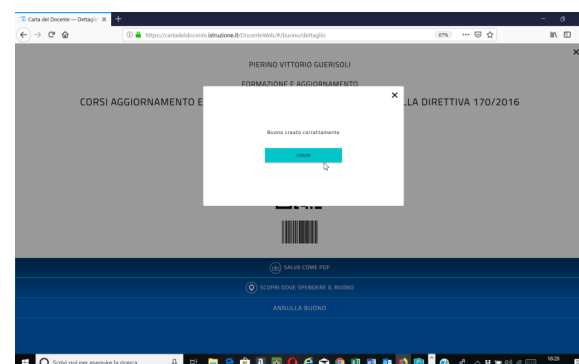 Carta del Docente — Dettaglio
https://cartadeldocente.istruzione.it/DocenteWeb/#/buono/dettaglio
67%
PIERINO VITTORIO GUERISOLI
FORMAZIONE E AGGIORNAMENTO
CORSI AGGIORNAMENTO E
LLA DIRETTIVA 170/2016
Buono creato correttamente
CHIUDI
SALVA COME PDF
SCOPRI DOVE SPENDERE IL BUONO
ANNULLA BUONO
Scrivi qui per eseguire la ricerca